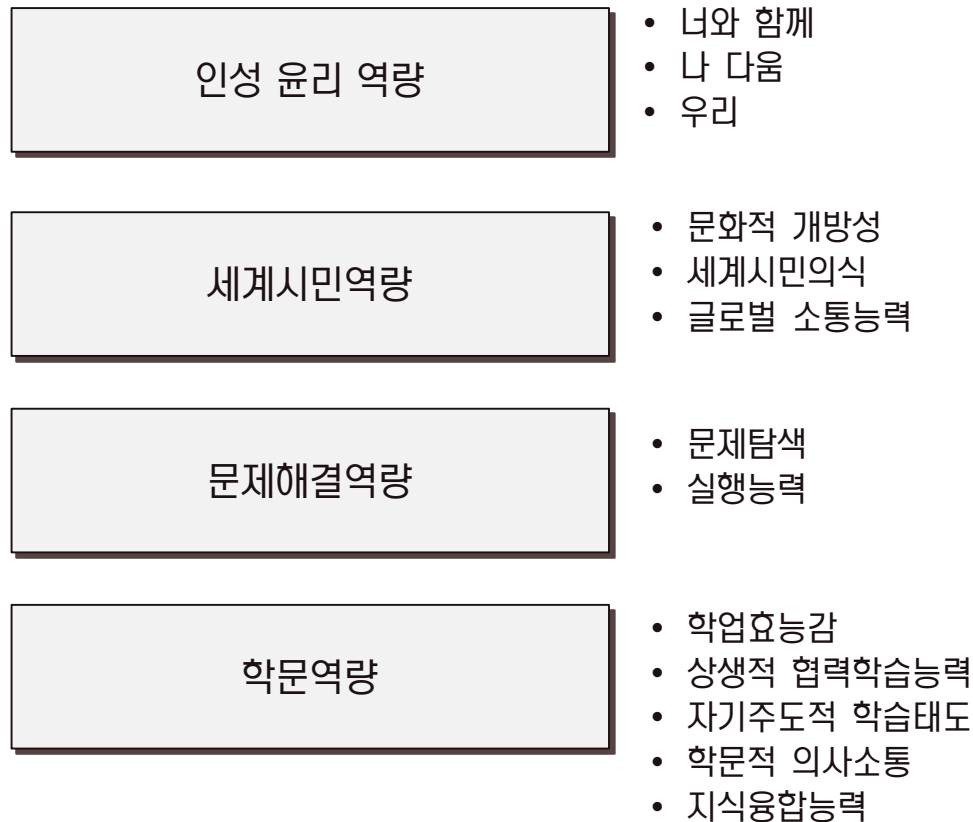 인성 윤리 역량
• 너와 함께
• 나 다움
• 우리
세계시민역량
• 문화적 개방성
• 세계시민의식
• 글로벌 소통능력
문제해결역량
• 문제탐색
• 실행능력
학문역량
• 학업효능감
• 상생적 협력학습능력
• 자기주도적 학습태도
• 학문적 의사소통
• 지식융합능력